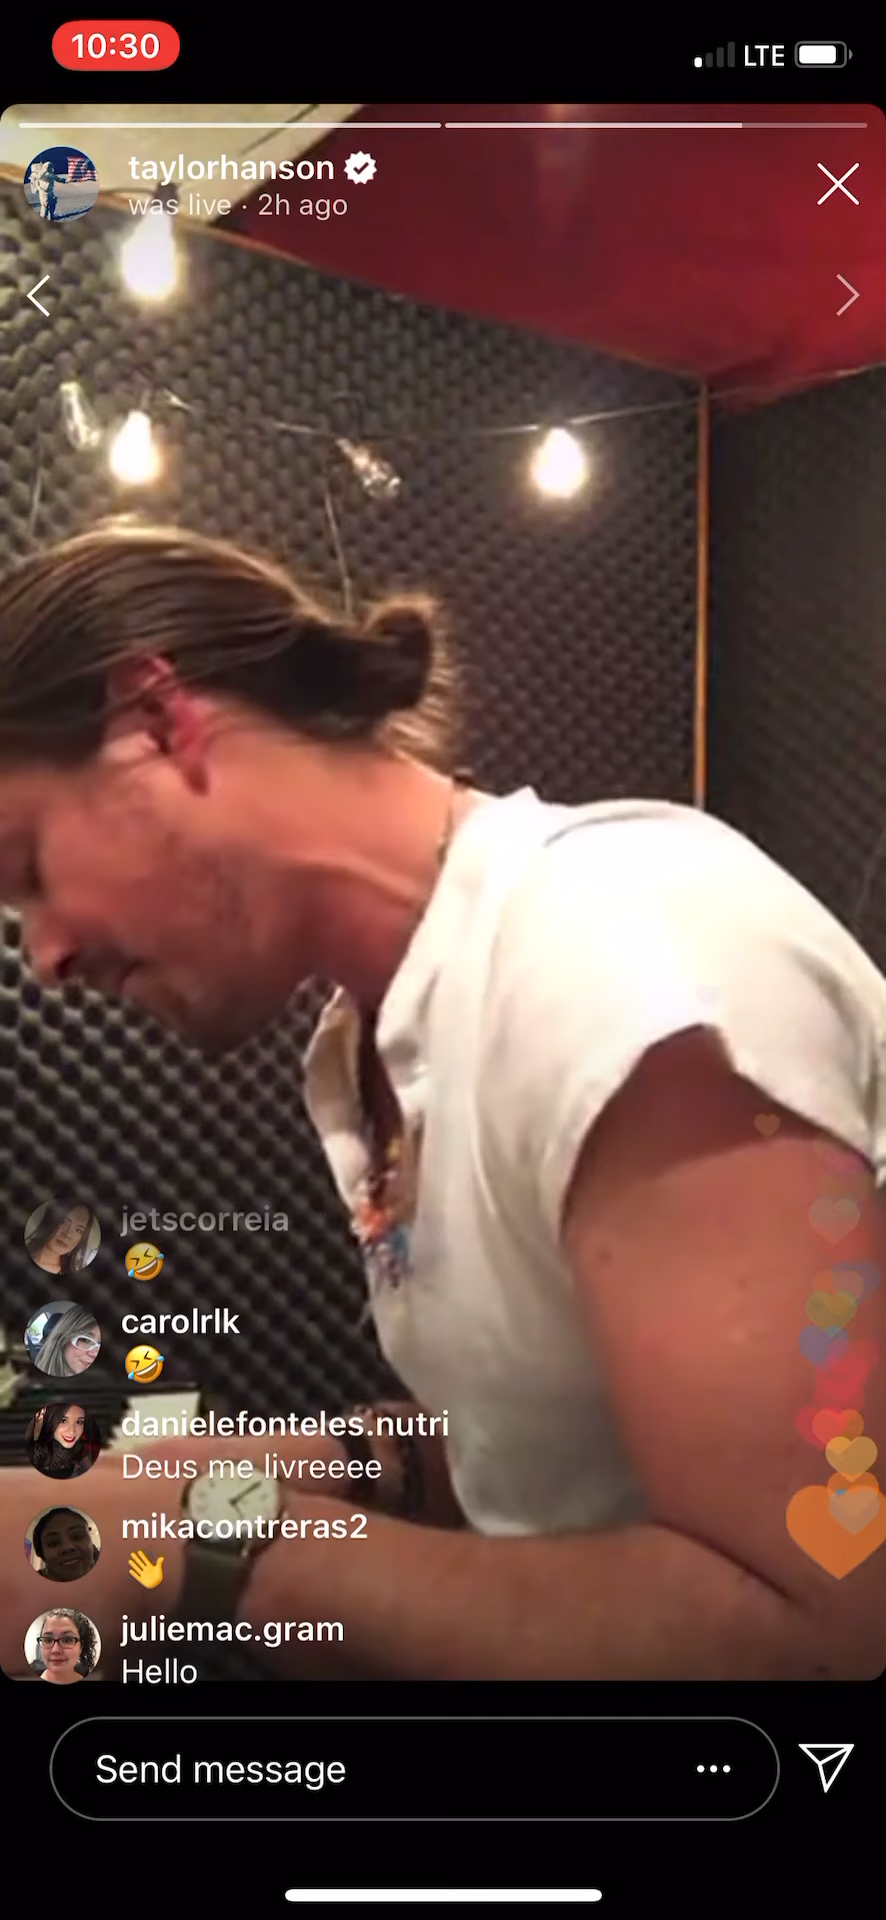 10:30
LTE
taylorhanson
was live · 2h ago
jetscorreia
🤣
carolrlk
🤣
danielefonteles.nutri
Deus me livreeee
mikacontreras2
👋
juliemac.gram
Hello
Send message